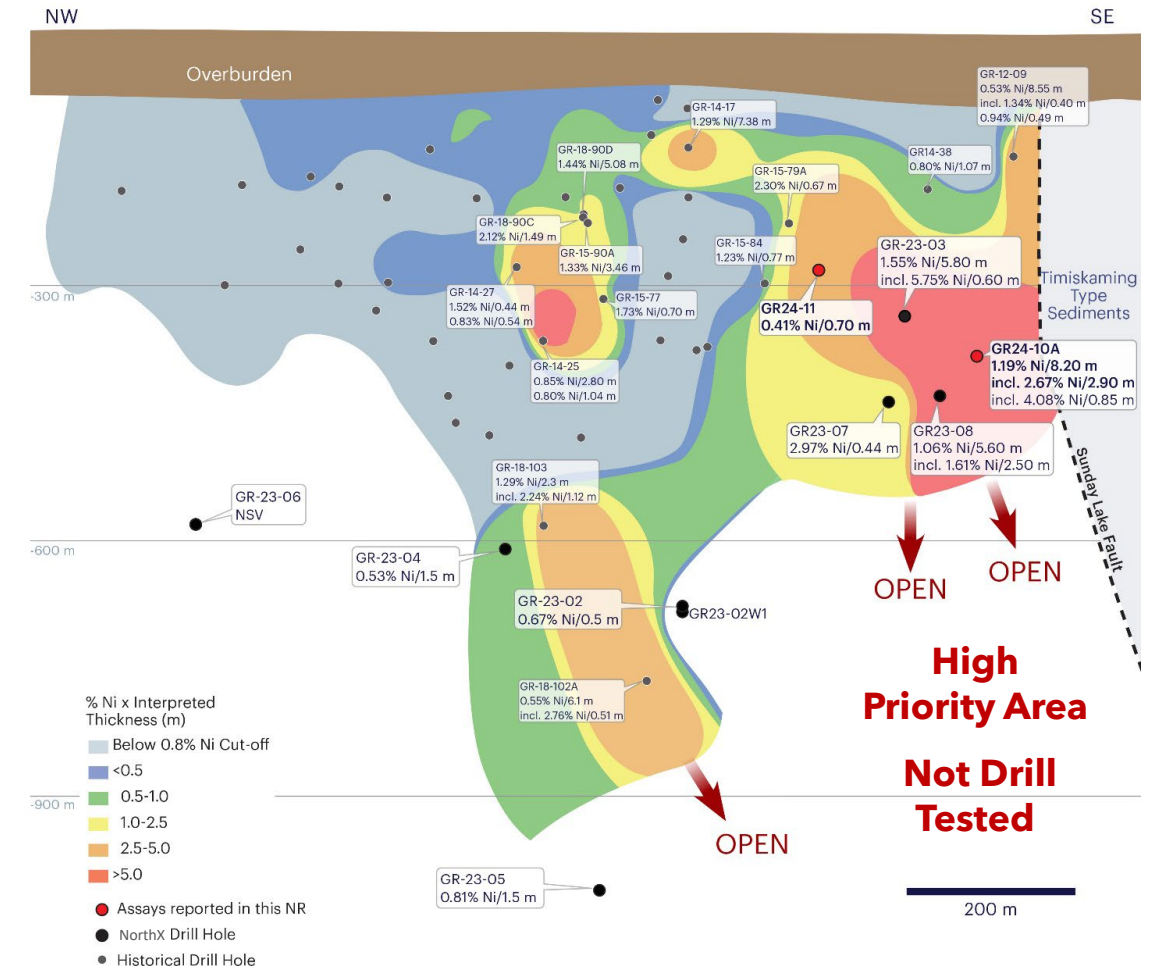 NW
SE
Overburden
GR-12-09
0.53% Ni/8.55 m
incl. 1.34%/0.40 m
0.94%/0.49 m
GR-14-17
1.29% Ni/7.38 m
GR-18-90D
1.44% Ni/5.08 m
GR14-38
0.80% Ni/1.07 m
GR-15-79A
2.30% Ni/0.67 m
GR-18-90C
2.12% Ni/1.49 m
GR-15-90A
1.33% Ni/3.46 m
GR-15-84
1.23% Ni/0.77 m
GR-23-03
1.55% Ni/5.80 m
incl. 5.75% Ni/0.60 m
Timiskaming
Type
Sediments
-300 m
GR-14-27
1.52% Ni/0.44 m
0.83% Ni/0.54 m
GR-15-77
1.73% Ni/0.70 m
GR24-11
0.41% Ni/0.70 m
GR24-10A
1.19% Ni/8.20 m
incl. 2.67% Ni/2.90 m
incl. 4.08% Ni/0.85 m
GR-14-25
0.85% Ni/2.80 m
0.80% Ni/1.04 m
GR23-07
2.97% Ni/0.44 m
GR23-08
1.06% Ni/5.60 m
incl. 1.61% Ni/2.50 m
GR-18-103
1.29% Ni/2.3 m
incl. 2.24% Ni/1.12 m
Sunday Lake Fault
GR-23-06
NSV
-600 m
GR-23-04
0.53% Ni/1.5 m
OPEN
OPEN
GR-23-02
0.67% Ni/0.5 m
GR23-02W1
High
Priority Area
Not Drill
Tested
GR-18-102A
0.55% Ni/6.1 m
incl. 2.76% Ni/0.51 m
% Ni x Interpreted
Thickness (m)
Below 0.8% Ni Cut-off
<0.5
0.5-1.0
1.0-2.5
2.5-5.0
>5.0
-900 m
OPEN
GR-23-05
0.81% Ni/1.5 m
200 m
Assays reported in this NR
NorthX Drill Hole
Historical Drill Hole